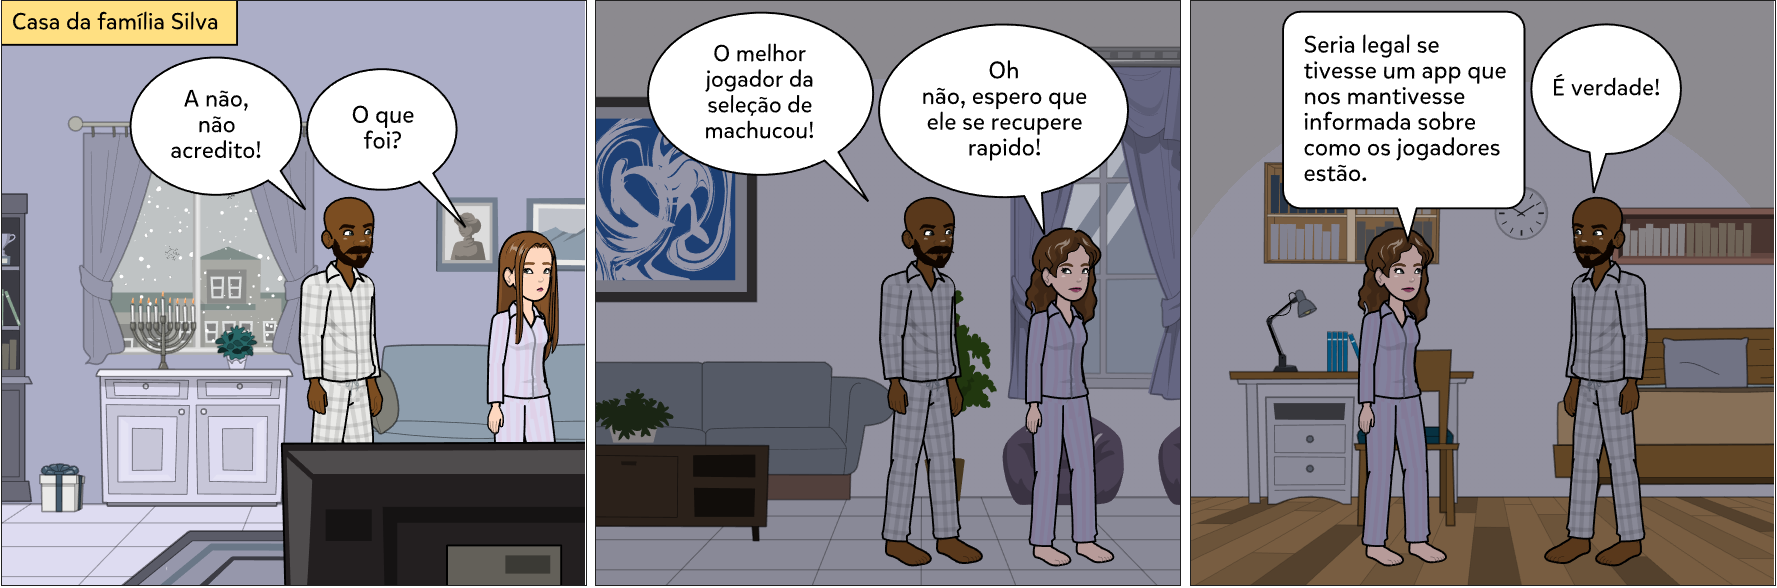 Casa da família Silva
A não,
não
acredito!
O que
foi?
O melhor
jogador da
seleção de
machucou!
Oh
não, espero que
ele se recupere
rapido!
Seria legal se
tivesse um app que
nos mantivesse
informada sobre
como os jogadores
estão.
É verdade!